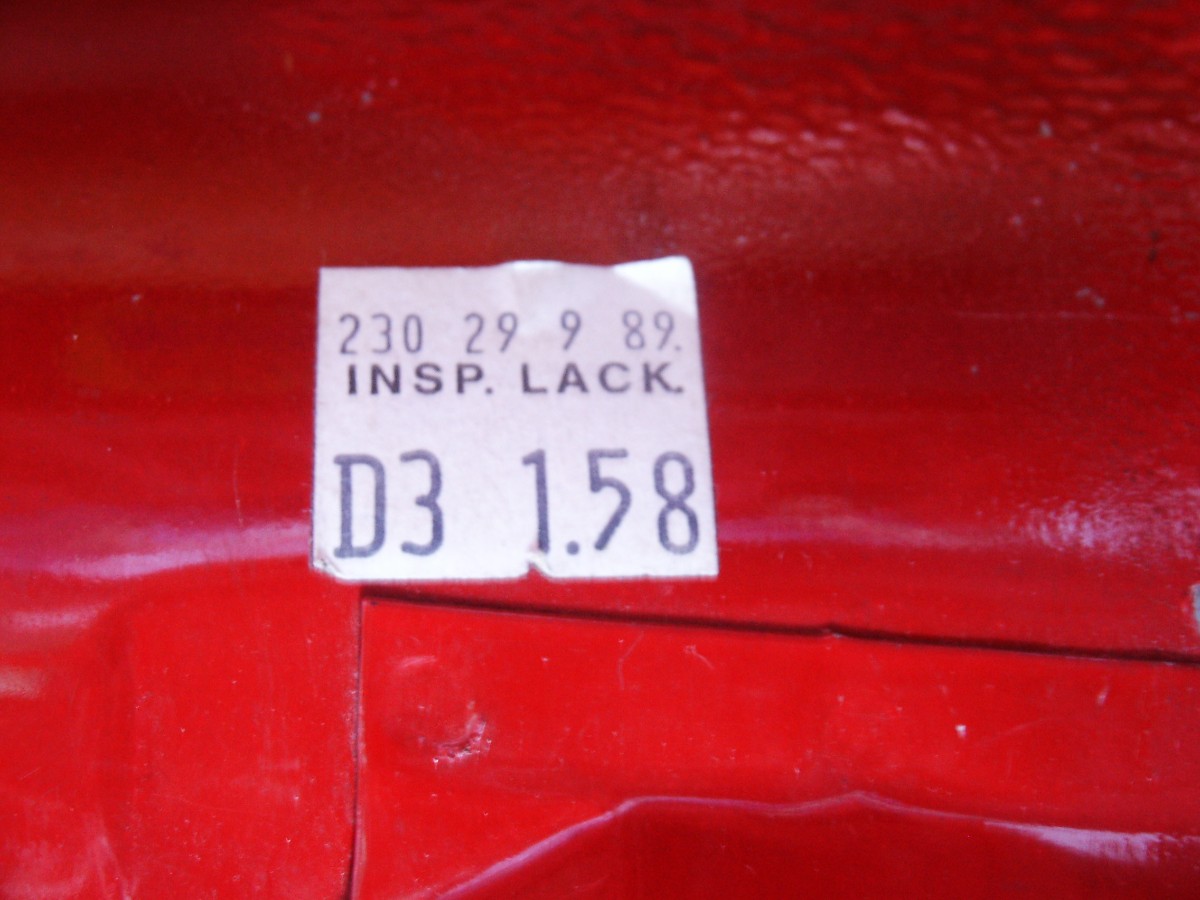 230 29 9 89.
INSP. LACK.
D3 1.58